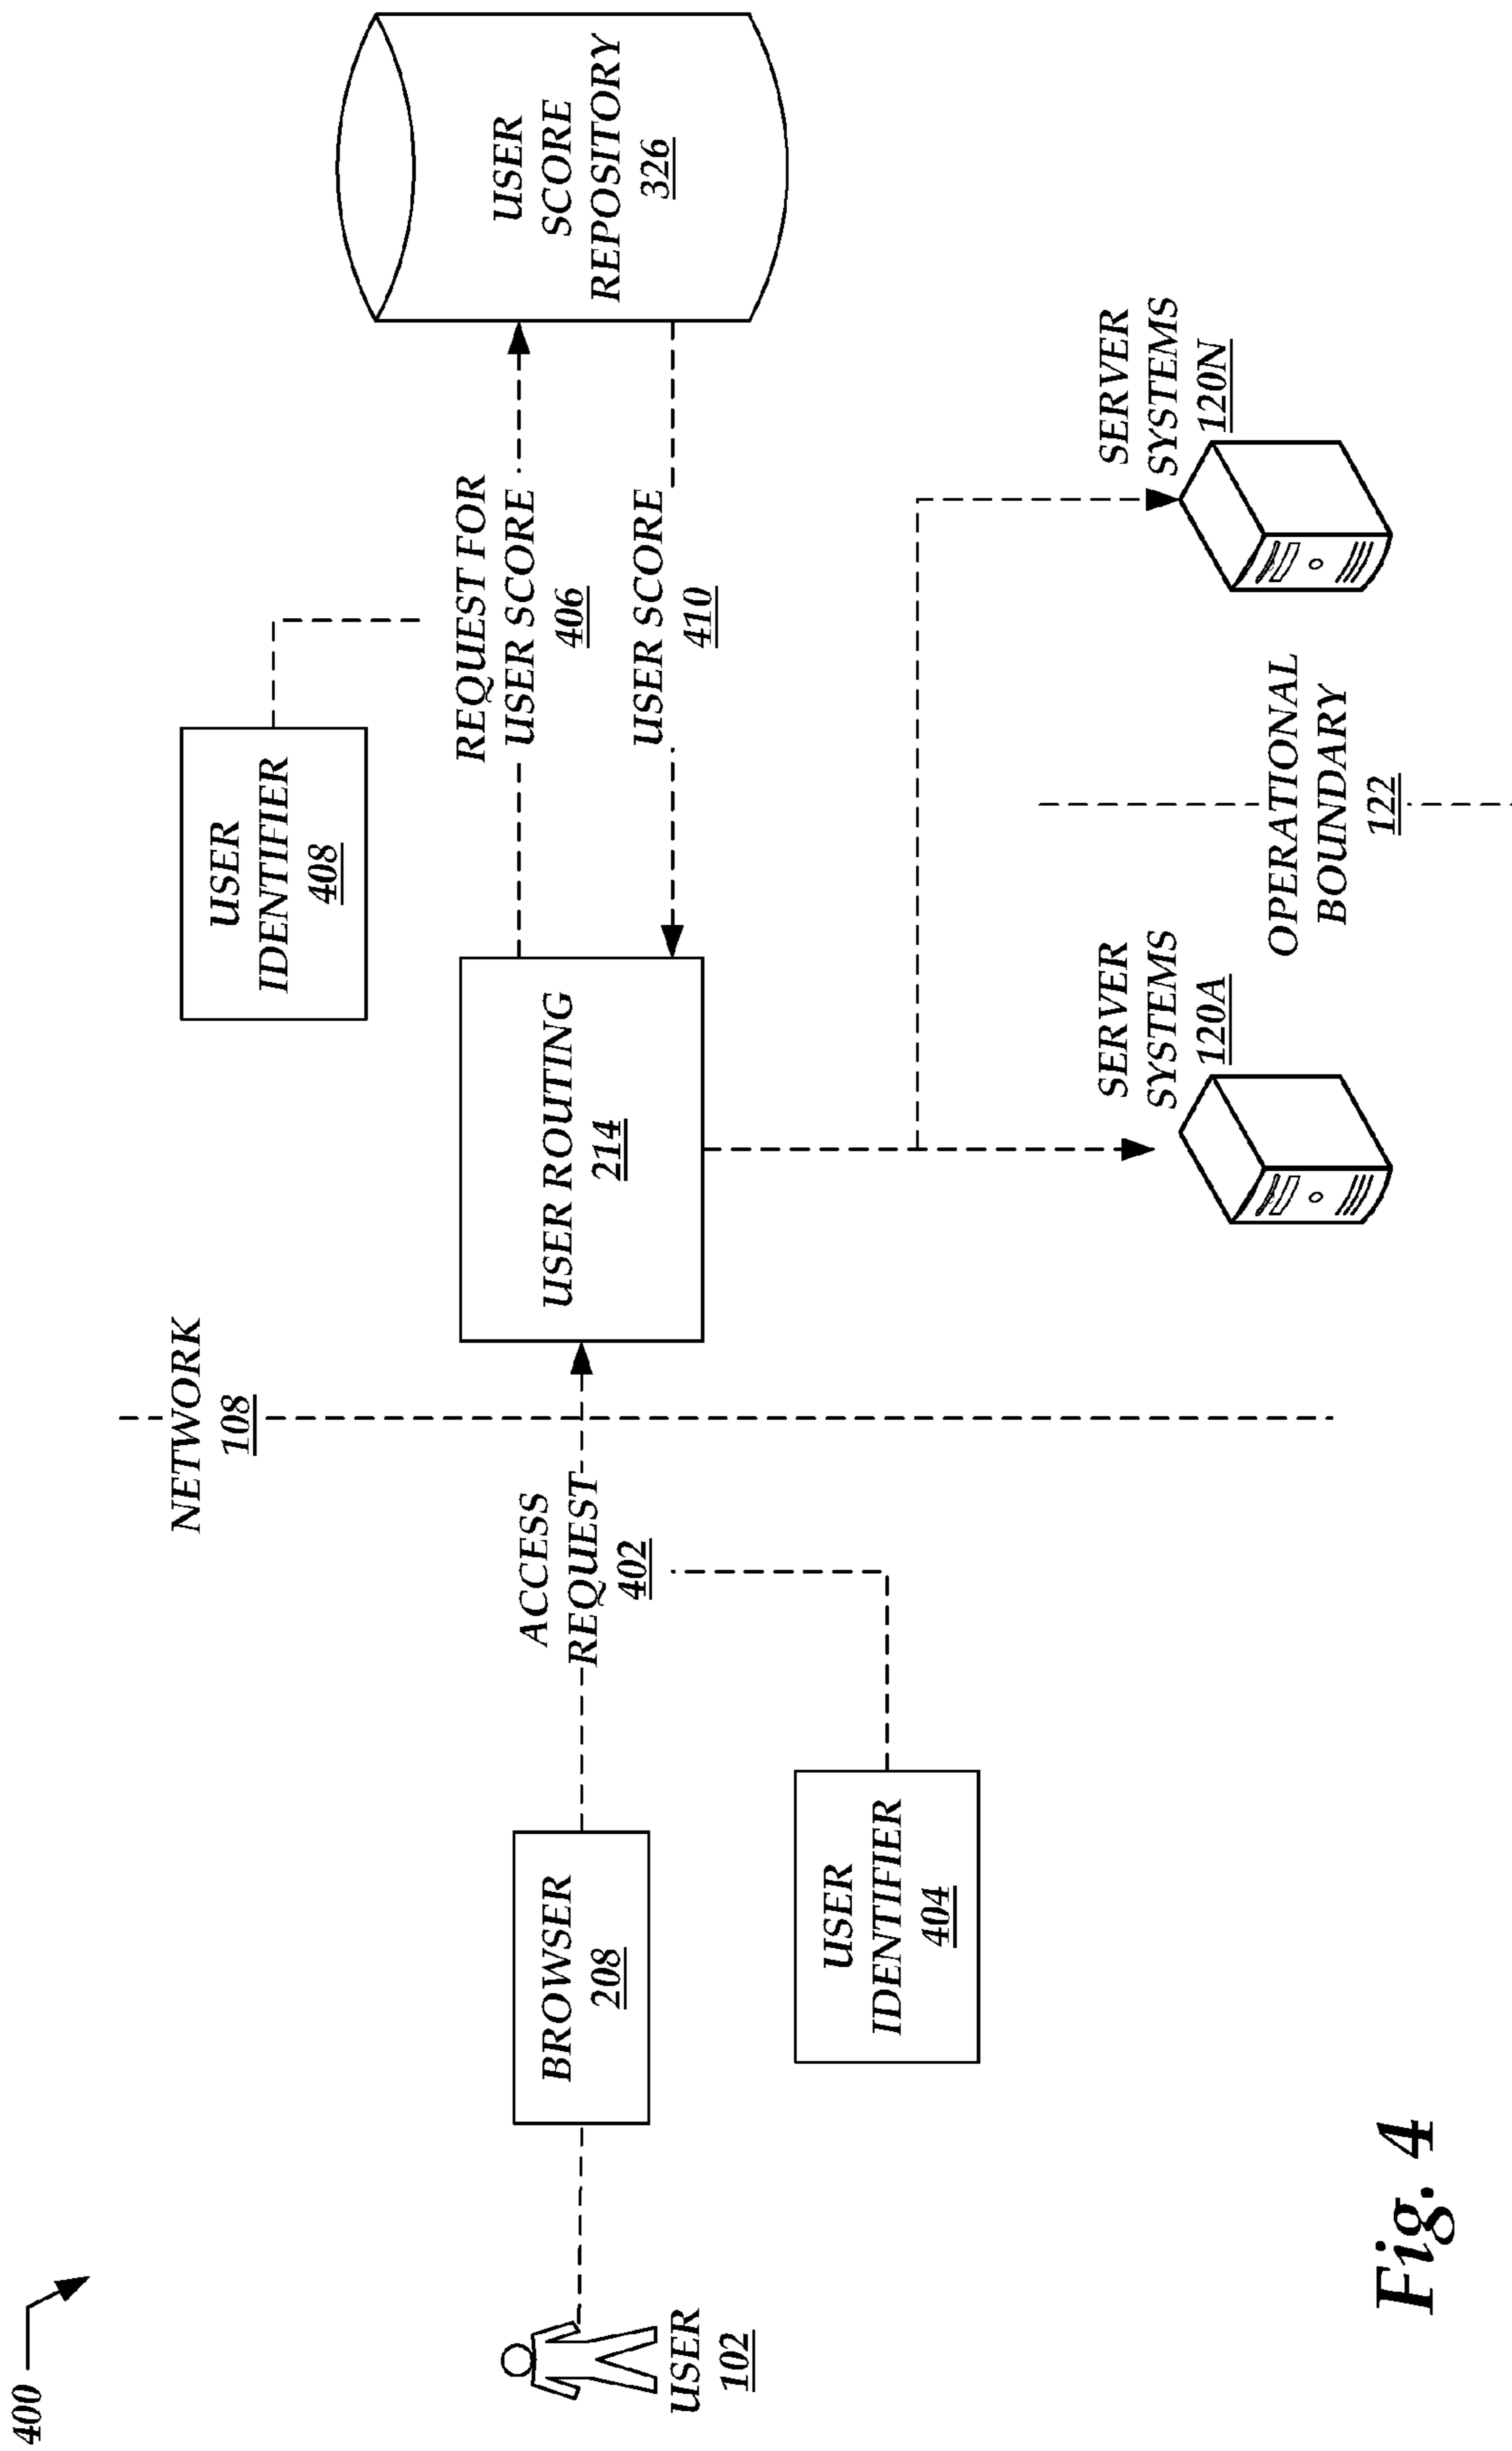 400
NETWORK
108
USER
IDENTIFIER
408
USER
102
BROWSER
208
ACCESS
REQUEST
402
USER ROUTING
214
REQUEST FOR
USER SCORE
406
USER SCORE
410
USER
SCORE
REPOSITORY
326
USER
IDENTIFIER
404
SERVER
SYSTEMS
120A
SERVER
SYSTEMS
120N
OPERATIONAL
BOUNDARY
122
Fig. 4